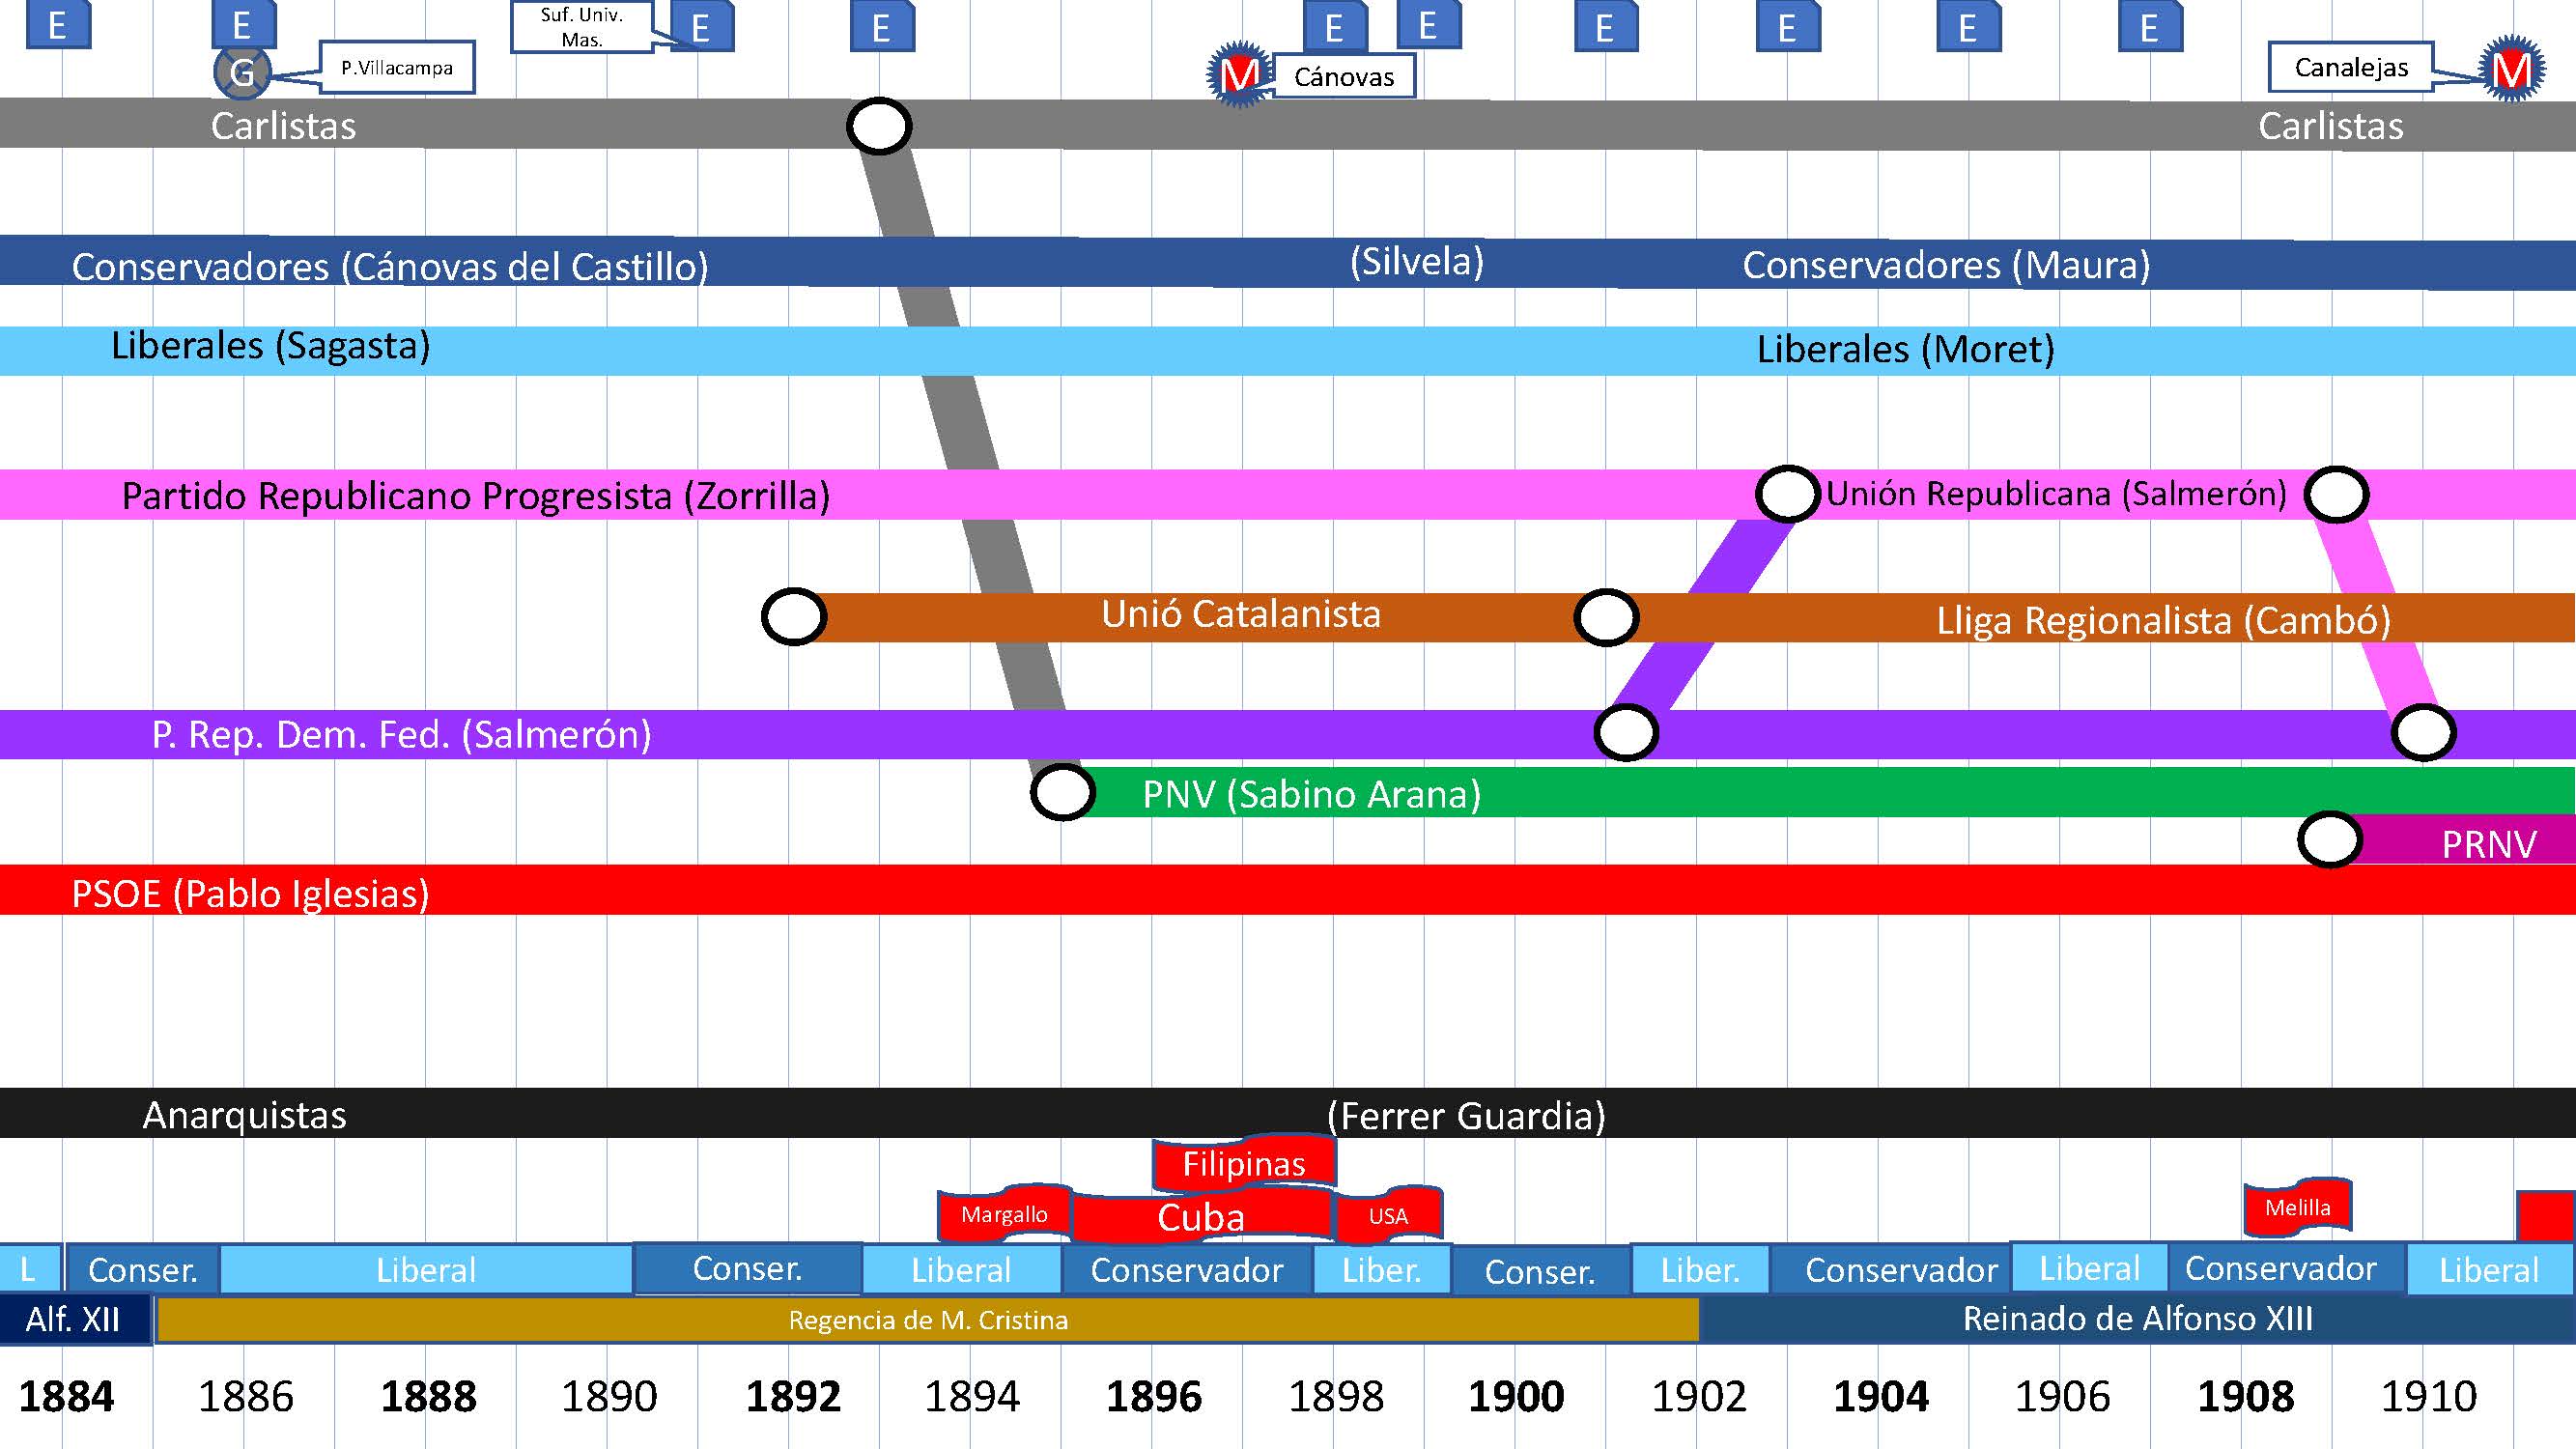 E E E E E E E E E E
Suf. Univ.
Mas.
G
P.Villacampa
M
Cánovas
Canalejas
M
Carlistas Carlistas
Conservadores (Cánovas del Castillo) (Silvela) Conservadores (Maura)
Liberales (Sagasta) Liberales (Moret)
Partido Republicano Progresista (Zorrilla) Unión Republicana (Salmerón)
Unió Catalanista Lliga Regionalista (Cambó)
P. Rep. Dem. Fed. (Salmerón)
PNV (Sabino Arana)
PRNV
PSOE (Pablo Iglesias)
Anarquistas (Ferrer Guardia)
Filipinas
Margallo Cuba USA Melilla
L Conser. Liberal Conser. Liberal Conservador Liber. Conser. Liber. Conservador Liberal Conservador Liberal
Alf. XII Regencia de M. Cristina Reinado de Alfonso XIII
1884 1886 1888 1890 1892 1894 1896 1898 1900 1902 1904 1906 1908 1910